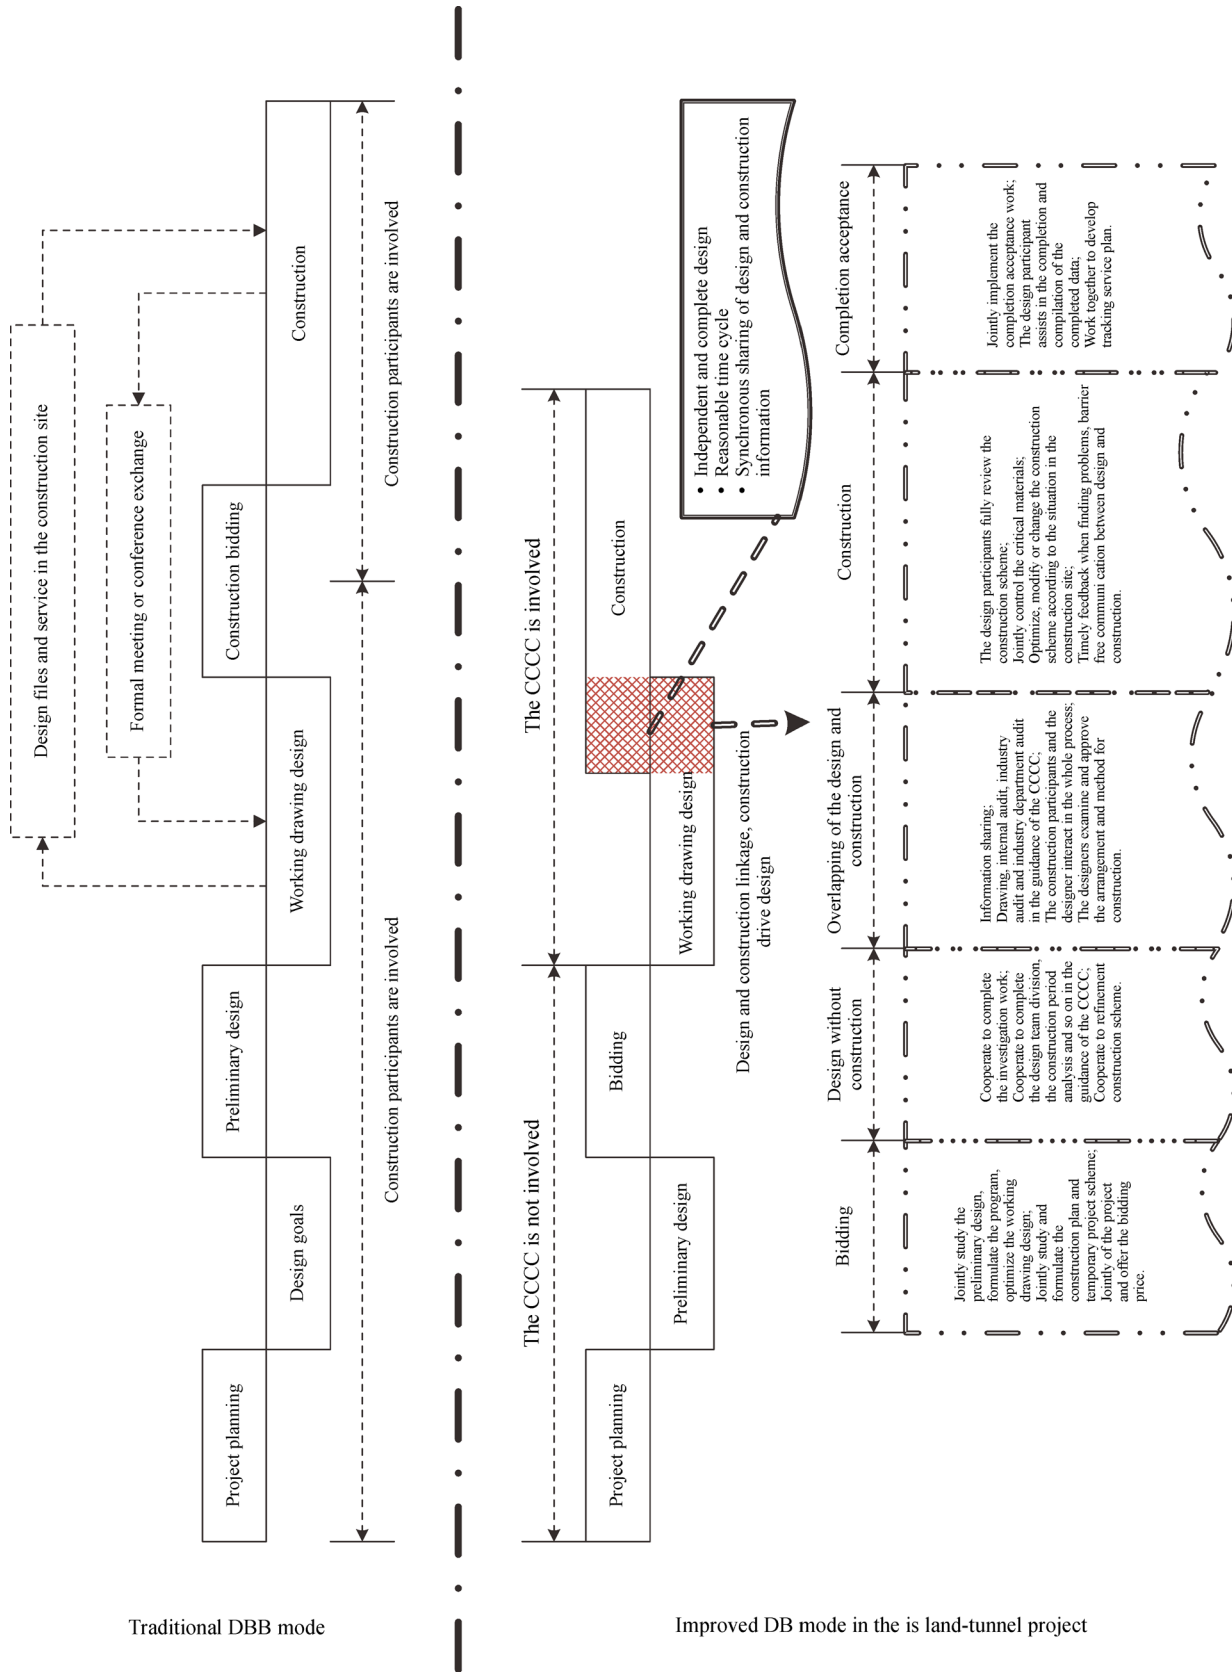 Design files and service in the construction site
Formal meeting or conference exchange
Project planning
Design goals
Preliminary design
Working drawing design
Construction bidding
Construction
Construction participants are involved
Construction participants are involved
Traditional DBB mode
The CCCC is not involved
The CCCC is involved
Project planning
Preliminary design
Bidding
Working drawing design
Construction
• Independent and complete design
• Reasonable time cycle
• Synchronous sharing of design and construction
information
Design and construction linkage, construction
drive design
Bidding
Jointly study the
preliminary design,
formulate the program,
optimize the working
drawing design;
Jointly study and
formulate the
construction plan and
temporary project scheme;
Jointly of the project
and offer the bidding
price.
Design without
construction
Cooperate to complete
the investigation work;
Cooperate to complete
the design team division,
the construction period
analysis and so on in the
guidance of the CCCC;
Cooperate to refinement
construction scheme.
Overlapping of the design and
construction
Information sharing;
Drawing, internal audit, industry
audit and industry department audit
in the guidance of the CCCC;
The construction participants and the
designer interact in the whole process;
The designers examine and approve
the arrangement and method for
construction.
Construction
The design participants fully review the
construction scheme;
Jointly control the critical materials;
Optimize, modify or change the construction
scheme according to the situation in the
construction site;
Timely feedback when finding problems, barrier
free communi cation between design and
construction.
Completion acceptance
Jointly implement the
completion acceptance work;
The design participant
assists in the completion and
compilation of the
completed data;
Work together to develop
tracking service plan.
Improved DB mode in the is land-tunnel project